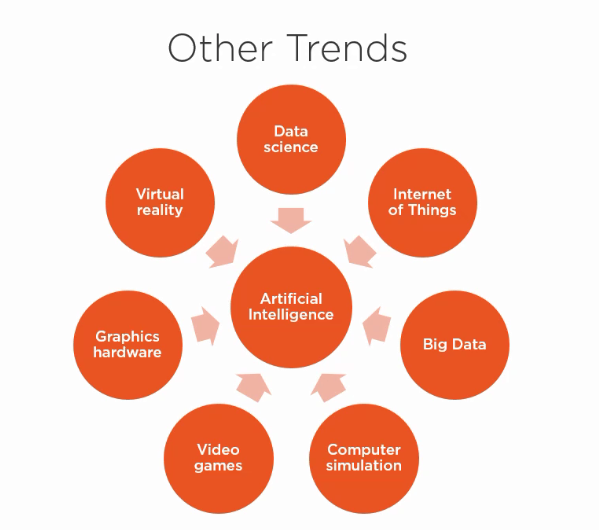 Other Trends
Data
science
Internet
of Things
Big Data
Computer
simulation
Video
games
Graphics
hardware
Virtual
reality
Artificial
Intelligence